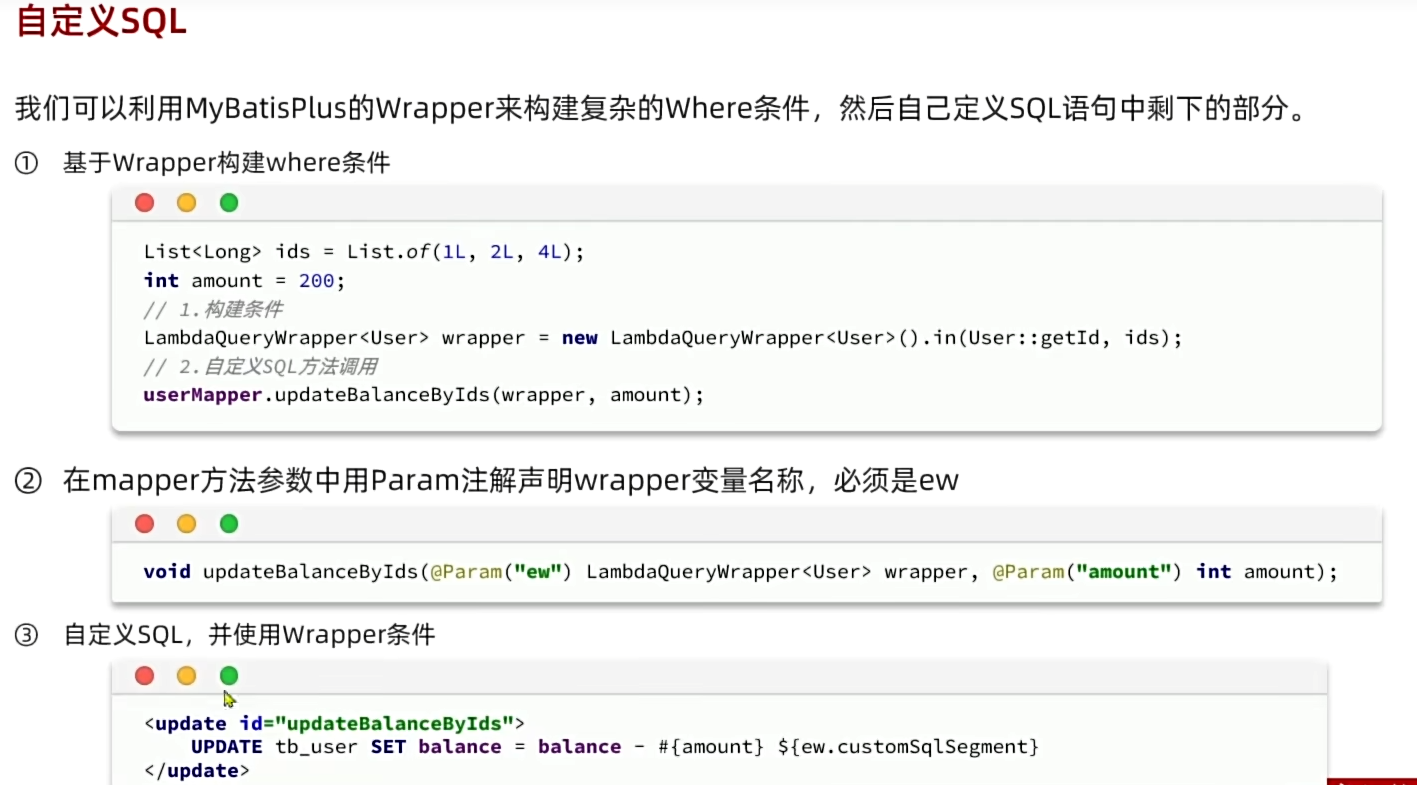 自定义SQL
我们可以利用MyBatisPlus的Wrapper来构建复杂的Where条件，然后自己定义SQL语句中剩下的部分。
① 基于Wrapper构建where条件
List<Long> ids = List.of(1L, 2L, 4L);
int amount = 200;
// 1.构建条件
LambdaQueryWrapper<User> wrapper = new LambdaQueryWrapper<User>().in(User::getId, ids);
// 2.自定义SQL方法调用
userMapper.updateBalanceByIds(wrapper, amount);
② 在mapper方法参数中用Param注解声明wrapper变量名称，必须是ew
void updateBalanceByIds(@Param("ew") LambdaQueryWrapper<User> wrapper, @Param("amount") int amount);
③ 自定义SQL，并使用Wrapper条件
<update id="updateBalanceByIds">
    UPDATE tb_user SET balance = balance - #{amount} ${ew.customSqlSegment}
</update>